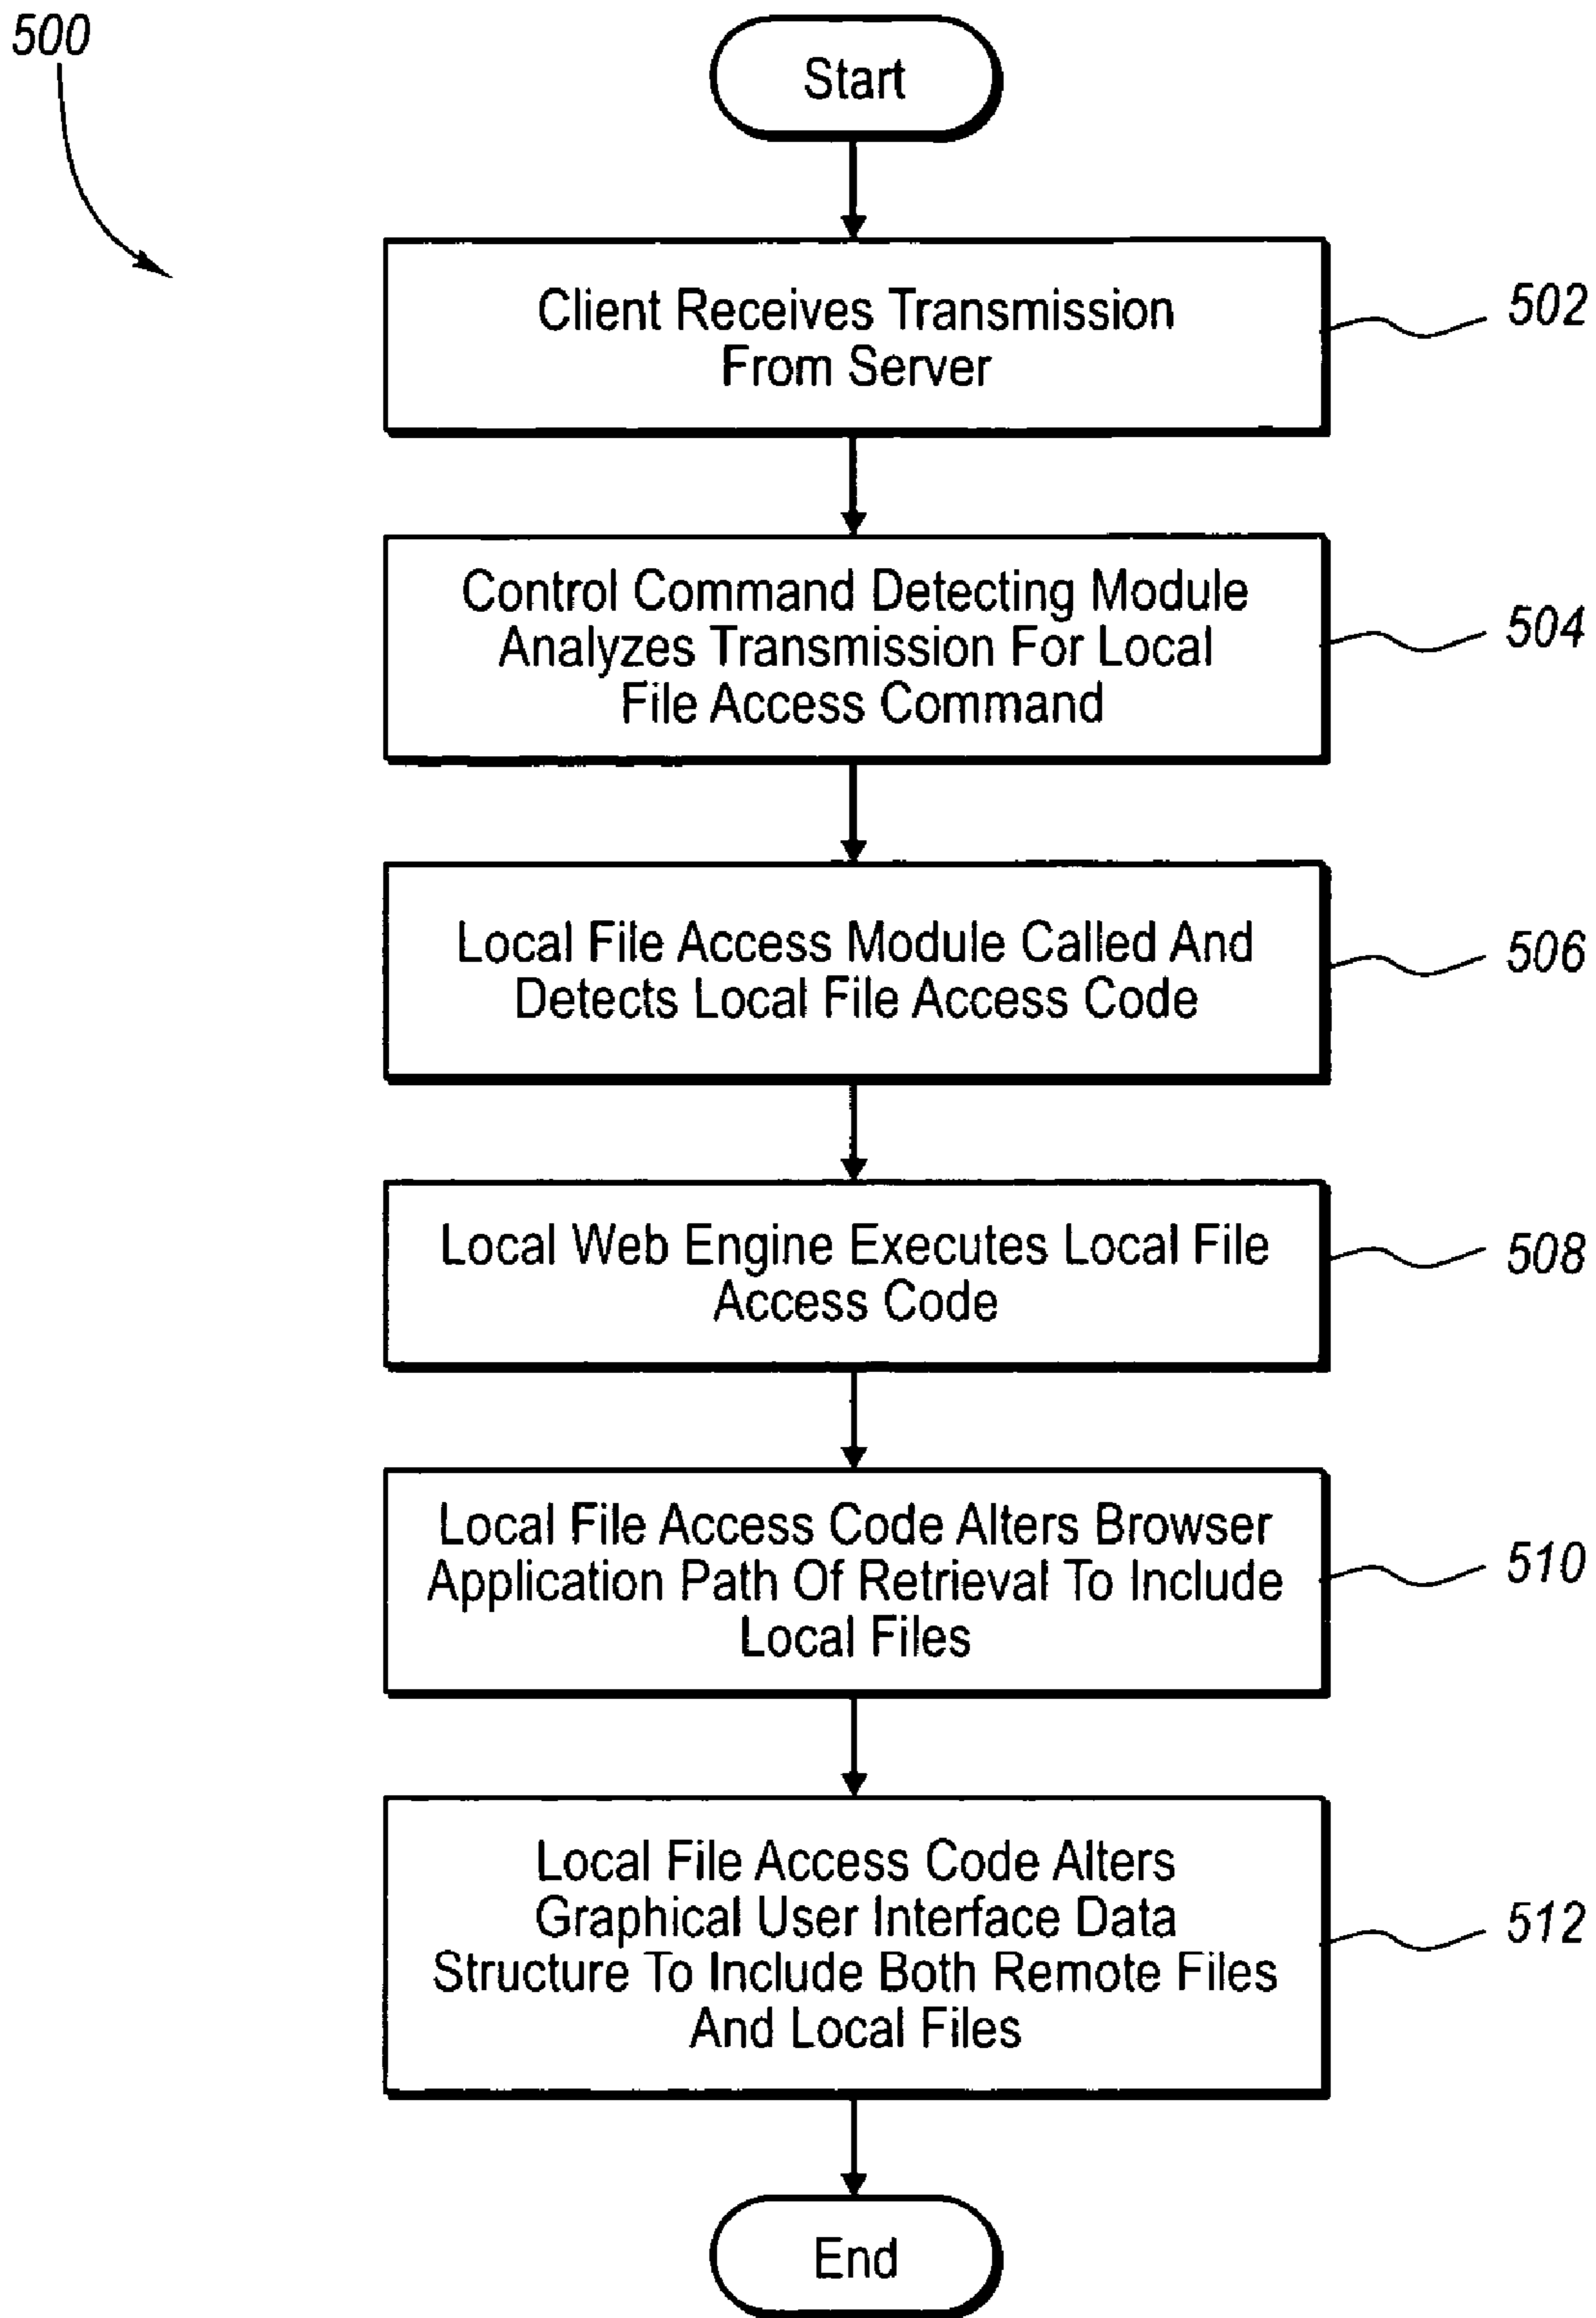 500
Start
Client Receives Transmission
From Server
502
Control Command Detecting Module
Analyzes Transmission For Local
File Access Command
504
Local File Access Module Called And
Detects Local File Access Code
506
Local Web Engine Executes Local File
Access Code
508
Local File Access Code Alters Browser
Application Path Of Retrieval To Include
Local Files
510
Local File Access Code Alters
Graphical User Interface Data
Structure To Include Both Remote Files
And Local Files
512
End